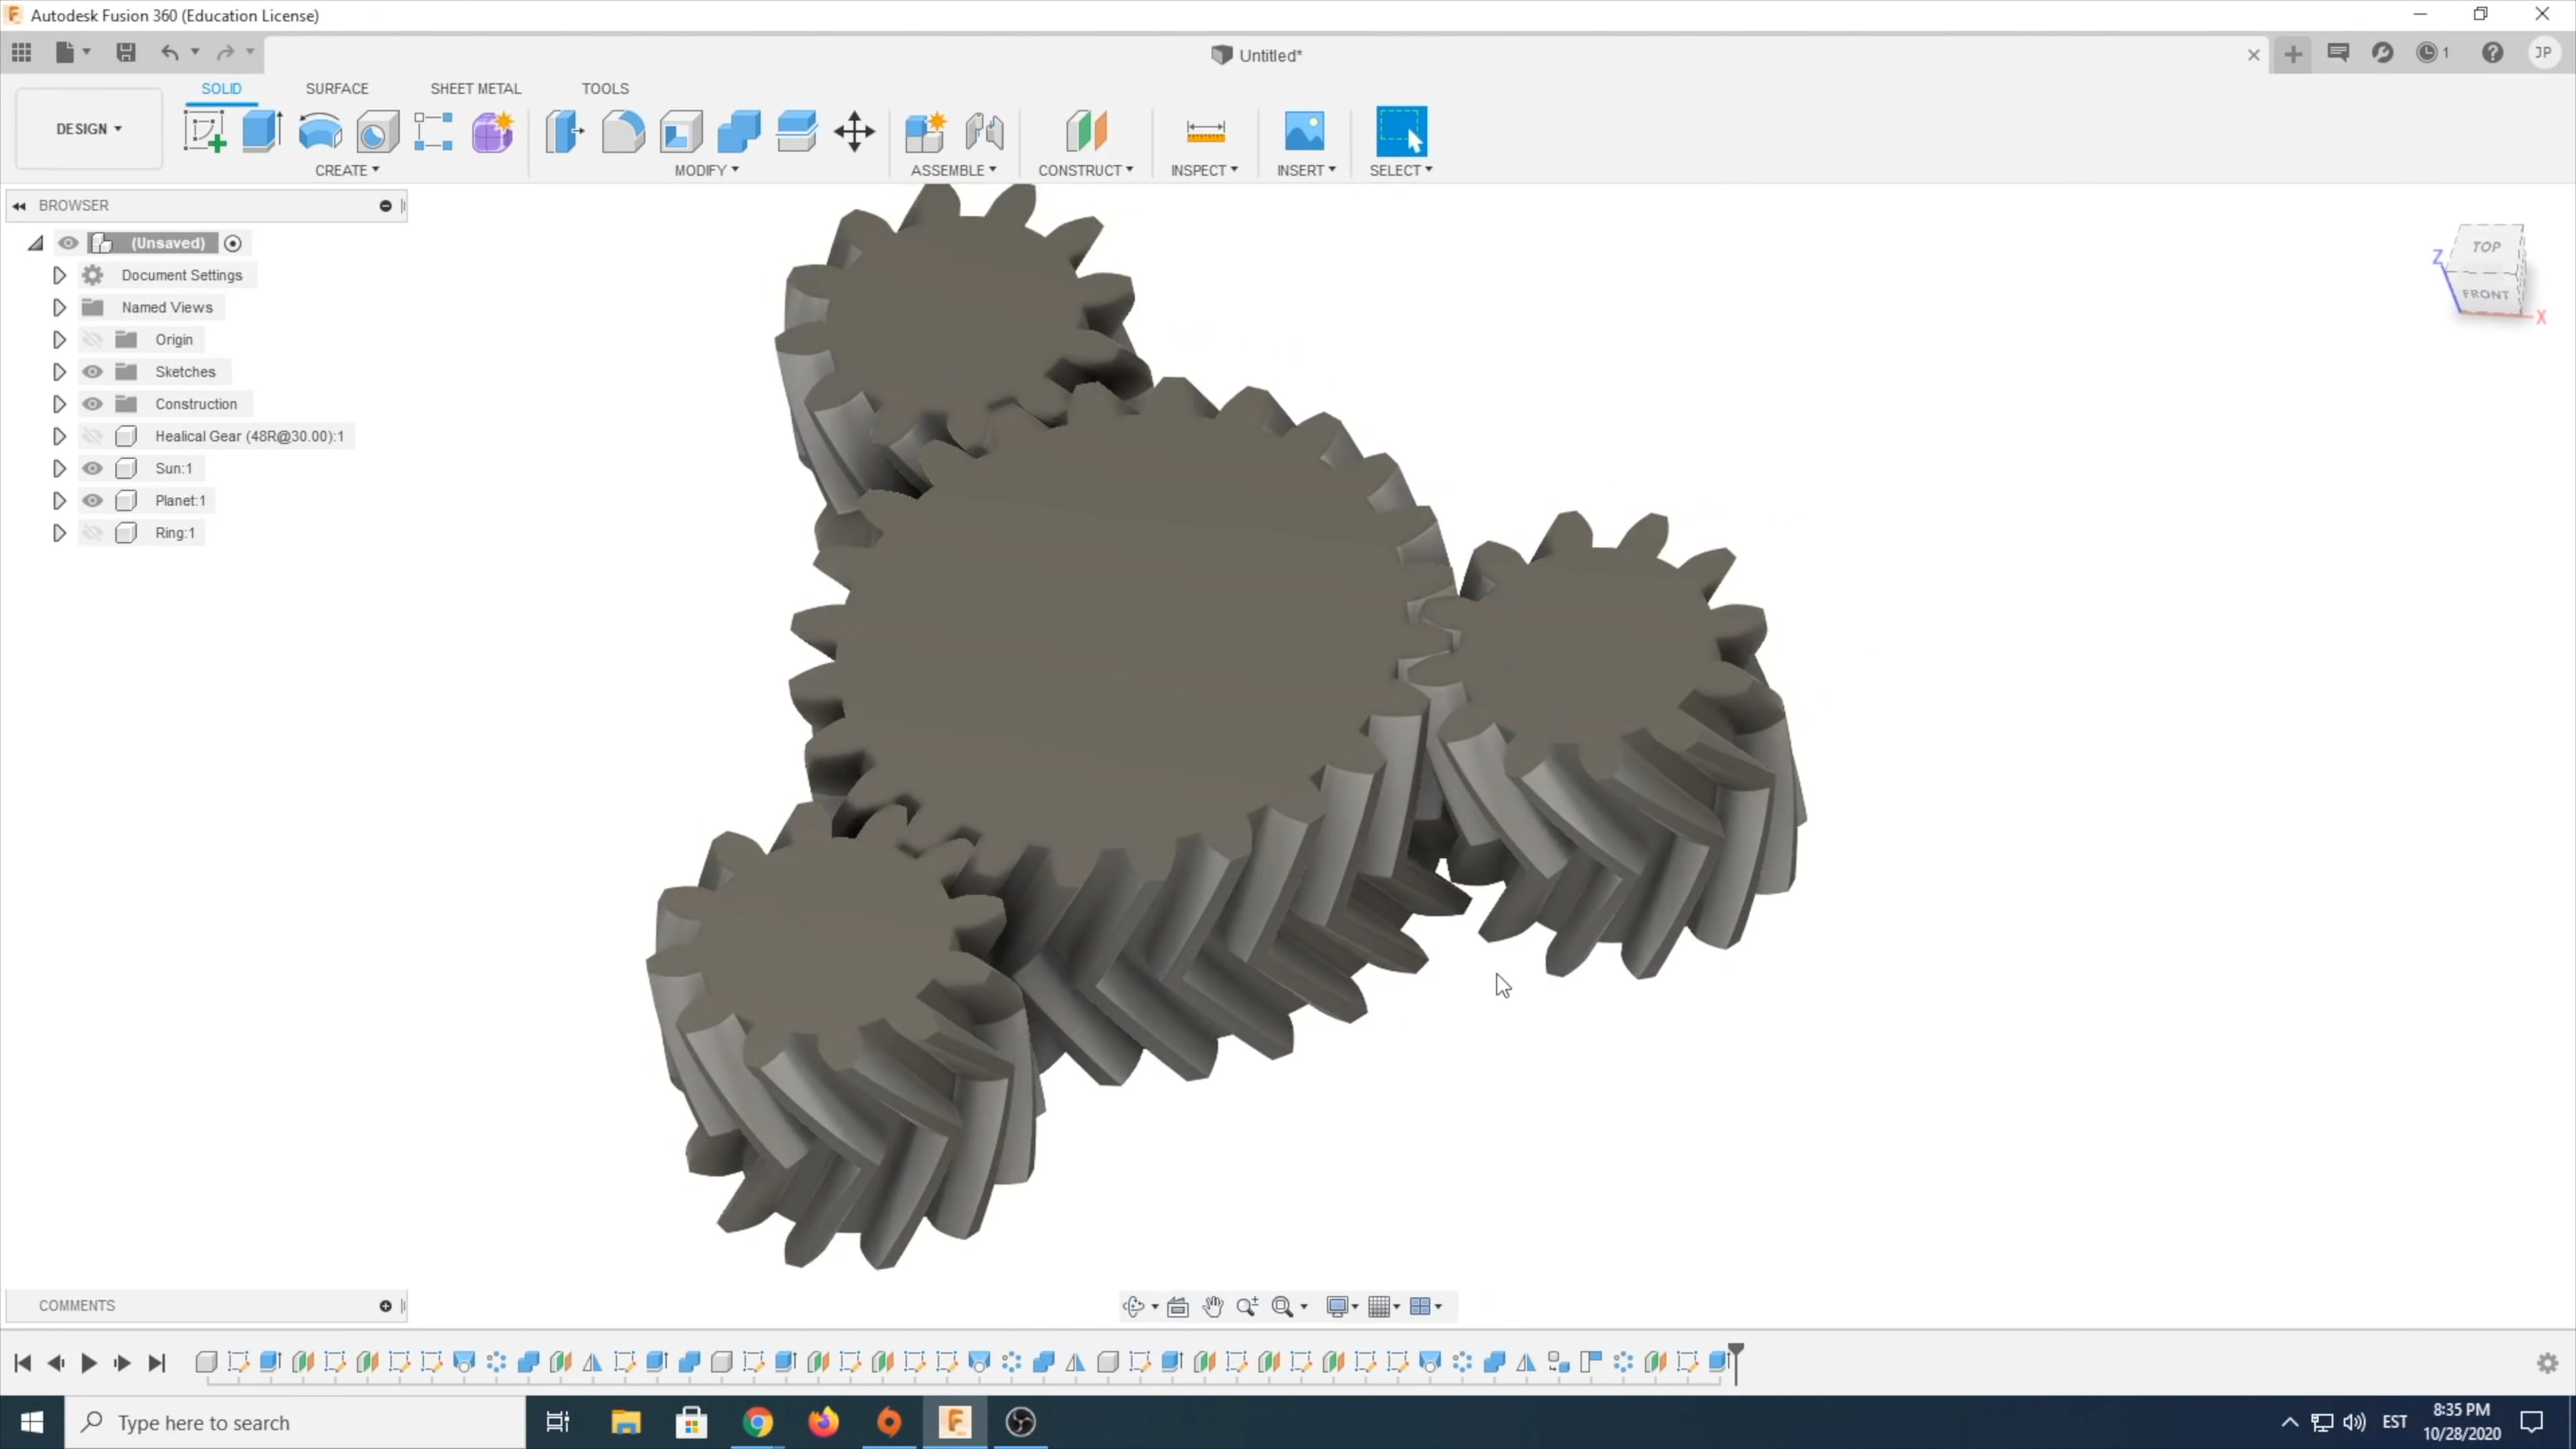 Autodesk Fusion 360 (Education License)
Untitled*
1
JP
SOLID
SURFACE
SHEET METAL
TOOLS
DESIGN
CREATE
MODIFY
ASSEMBLE
CONSTRUCT
INSPECT
INSERT
SELECT
BROWSER
(Unsaved)
Document Settings
Named Views
Origin
Sketches
Construction
Healical Gear (48R@30.00):1
Sun:1
Planet:1
Ring:1
TOP
Z
FRONT
X
COMMENTS
Type here to search
EST
8:35 PM
10/28/2020